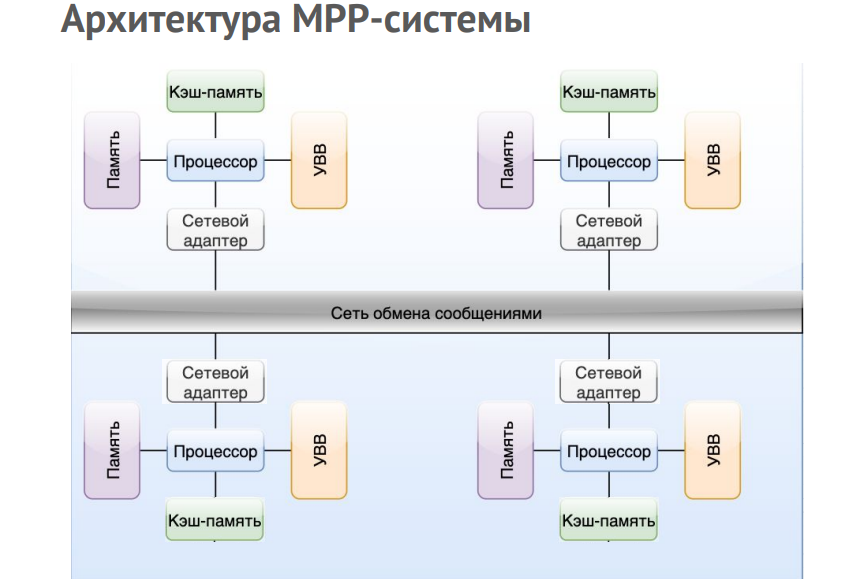 Архитектура МРР-системы
Кэш-память
Кэш-память
Память
Процессор
УВВ
Память
Процессор
УВВ
Сетевой
адаптер
Сетевой
адаптер
Сеть обмена сообщениями
Сетевой
адаптер
Сетевой
адаптер
Память
Процессор
УВВ
Память
Процессор
УВВ
Кэш-память
Кэш-память